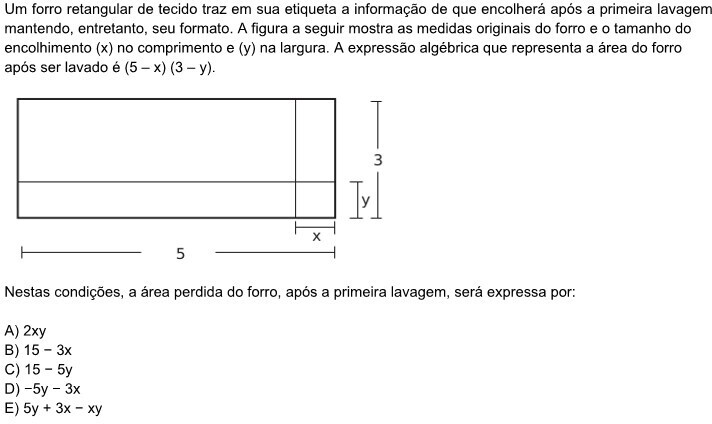 Um forro retangular de tecido traz em sua etiqueta a informação de que encolherá após a primeira lavagem
mantendo, entretanto, seu formato. A figura a seguir mostra as medidas originais do forro e o tamanho do
encolhimento (x) no comprimento e (y) na largura. A expressão algébrica que representa a área do forro
após ser lavado é (5 – x) (3 – y).
3
y
x
5
Nestas condições, a área perdida do forro, após a primeira lavagem, será expressa por:
A) 2xy
B) 15 − 3x
C) 15 − 5y
D) −5y − 3x
E) 5y + 3x − xy